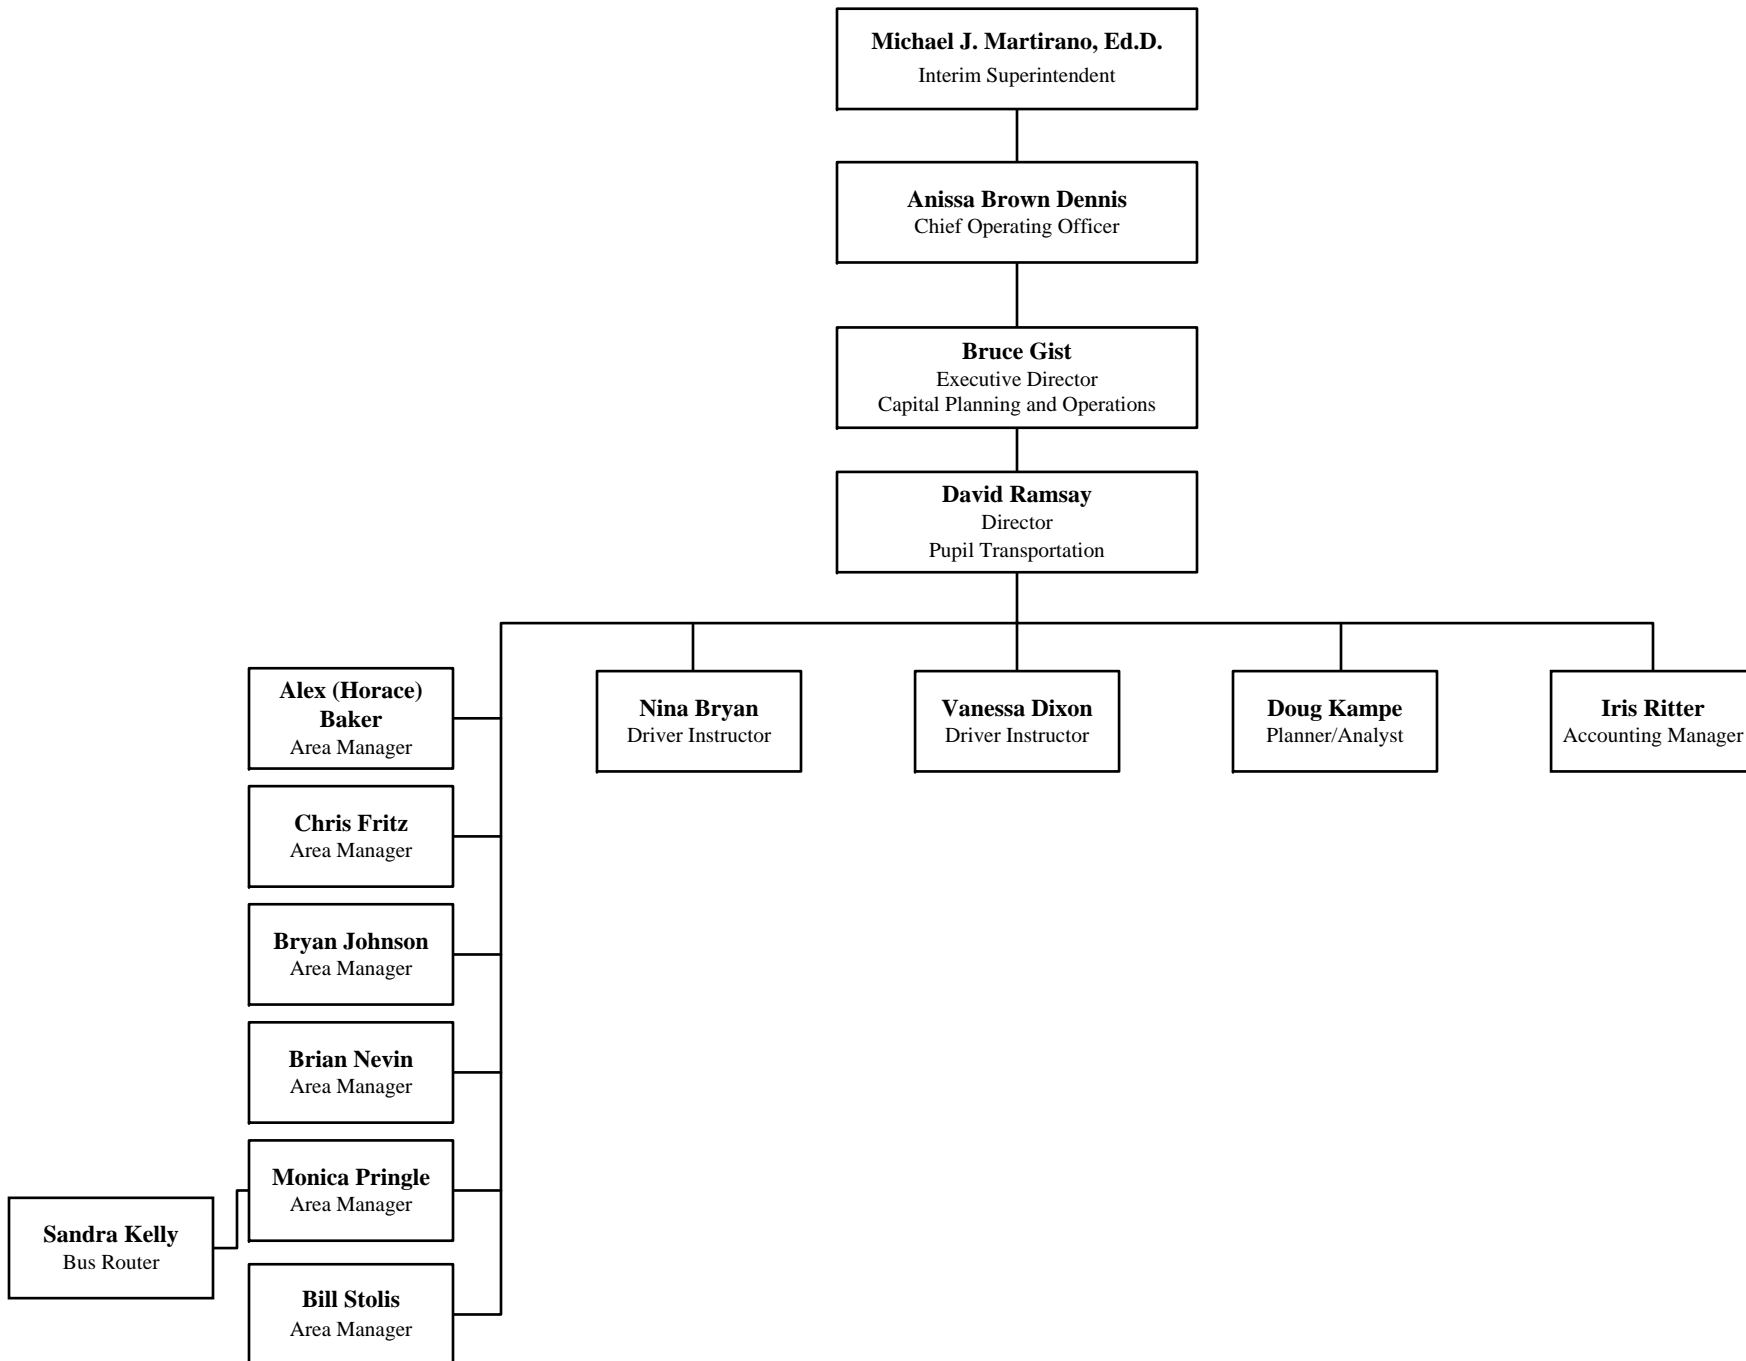 Michael J. Martirano, Ed.D.
Interim Superintendent
Anissa Brown Dennis
Chief Operating Officer
Bruce Gist
Executive Director
Capital Planning and Operations
David Ramsay
Director
Pupil Transportation
Alex (Horace)
Baker
Area Manager
Nina Bryan
Driver Instructor
Vanessa Dixon
Driver Instructor
Doug Kampe
Planner/Analyst
Iris Ritter
Accounting Manager
Chris Fritz
Area Manager
Bryan Johnson
Area Manager
Brian Nevin
Area Manager
Monica Pringle
Area Manager
Sandra Kelly
Bus Router
Bill Stolis
Area Manager